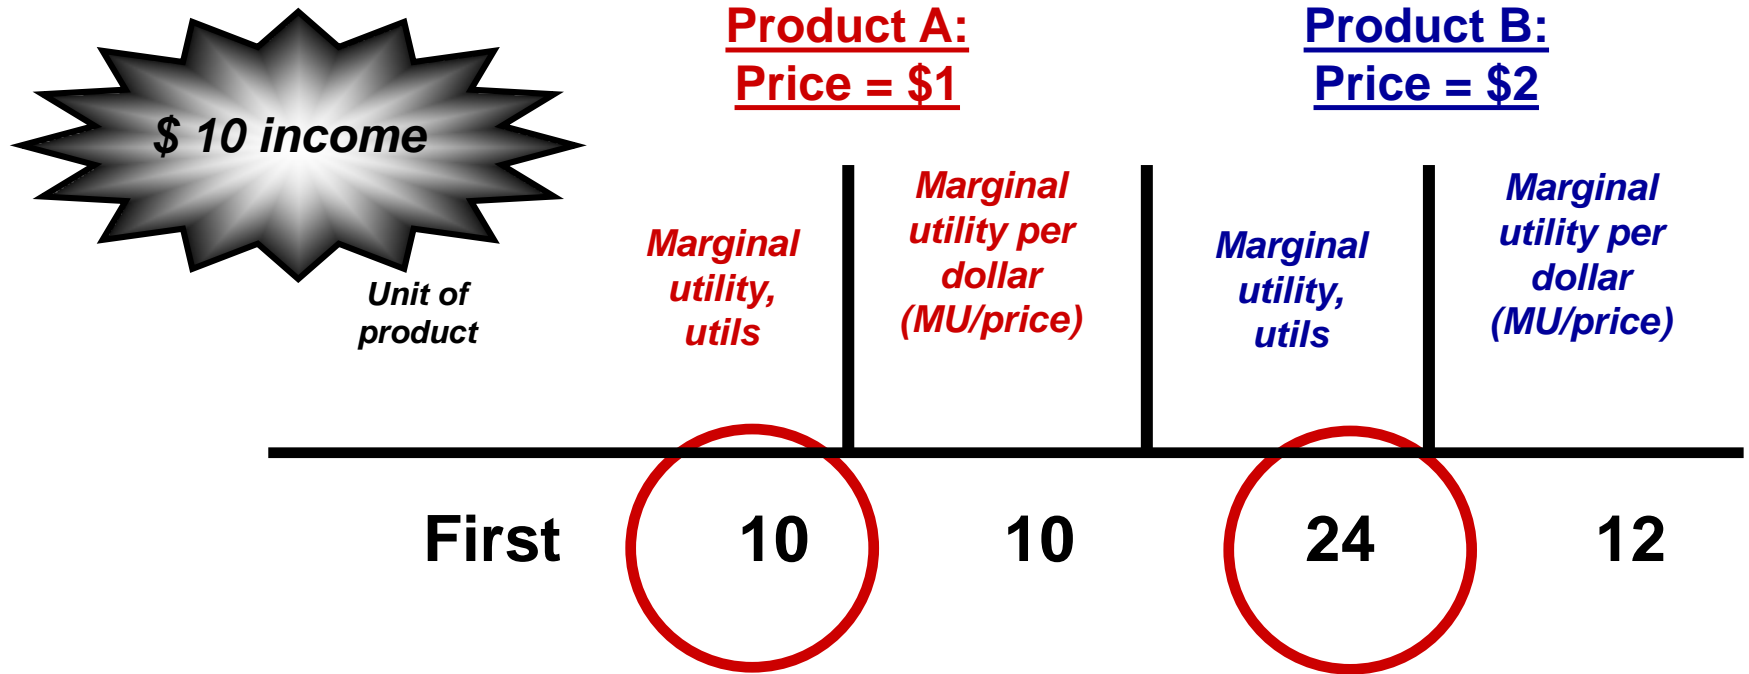 $ 10 income
Product A:
Price = $1
Product B:
Price = $2
Unit of
product
Marginal
utility,
utils
Marginal
utility per
dollar
(MU/price)
Marginal
utility,
utils
Marginal
utility per
dollar
(MU/price)
First 10 10 24 12